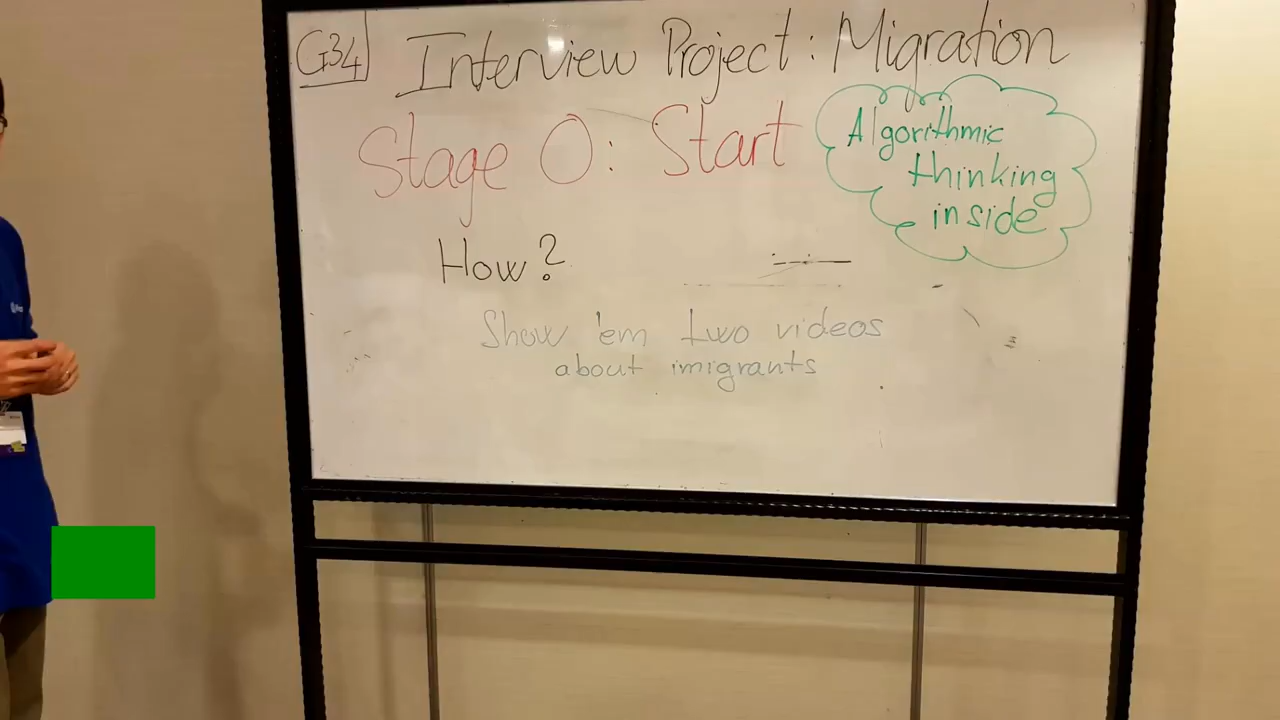 G34 Interview Project: Migration
Stage 0: Start
Algorithmic
thinking
inside
How?
Show 'em two videos
about imigrants